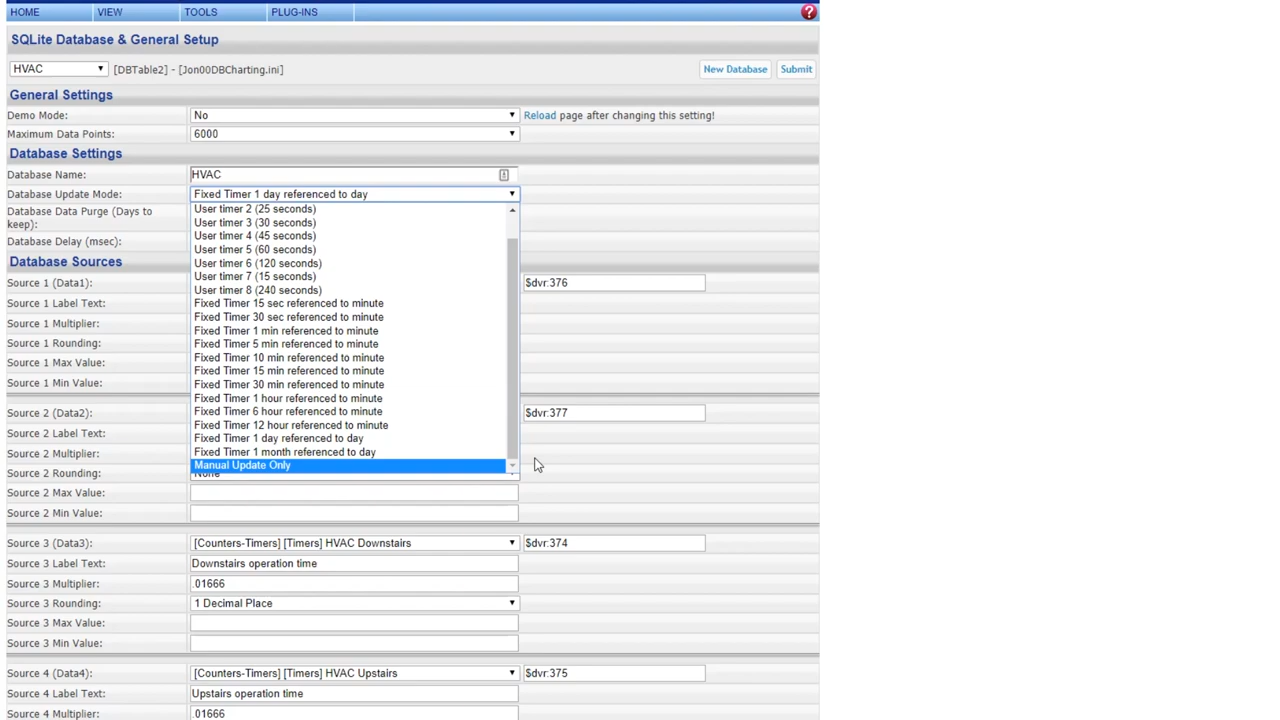 HOME VIEW TOOLS PLUG-INS ?
SQLite Database & General Setup
HVAC [DBTable2] - [Jon00DBCharting.ini] New Database Submit
General Settings
Demo Mode: No Reload page after changing this setting!
Maximum Data Points: 6000
Database Settings
Database Name: HVAC
Database Update Mode: Fixed Timer 1 day referenced to day
Database Data Purge (Days to
keep):
Database Delay (msec):
Database Sources
Source 1 (Data1): $dvr:376
Source 1 Label Text:
Source 1 Multiplier:
Source 1 Rounding:
Source 1 Max Value:
Source 1 Min Value:
Source 2 (Data2): $dvr:377
Source 2 Label Text:
Source 2 Multiplier:
Source 2 Rounding: None
Source 2 Max Value:
Source 2 Min Value:
User timer 2 (25 seconds)
User timer 3 (30 seconds)
User timer 4 (45 seconds)
User timer 5 (60 seconds)
User timer 6 (120 seconds)
User timer 7 (15 seconds)
User timer 8 (240 seconds)
Fixed Timer 15 sec referenced to minute
Fixed Timer 30 sec referenced to minute
Fixed Timer 1 min referenced to minute
Fixed Timer 5 min referenced to minute
Fixed Timer 10 min referenced to minute
Fixed Timer 15 min referenced to minute
Fixed Timer 30 min referenced to minute
Fixed Timer 1 hour referenced to minute
Fixed Timer 6 hour referenced to minute
Fixed Timer 12 hour referenced to minute
Fixed Timer 1 day referenced to day
Fixed Timer 1 month referenced to day
Manual Update Only
Source 3 (Data3): [Counters-Timers] [Timers] HVAC Downstairs $dvr:374
Source 3 Label Text: Downstairs operation time
Source 3 Multiplier: .01666
Source 3 Rounding: 1 Decimal Place
Source 3 Max Value:
Source 3 Min Value:
Source 4 (Data4): [Counters-Timers] [Timers] HVAC Upstairs $dvr:375
Source 4 Label Text: Upstairs operation time
Source 4 Multiplier: .01666